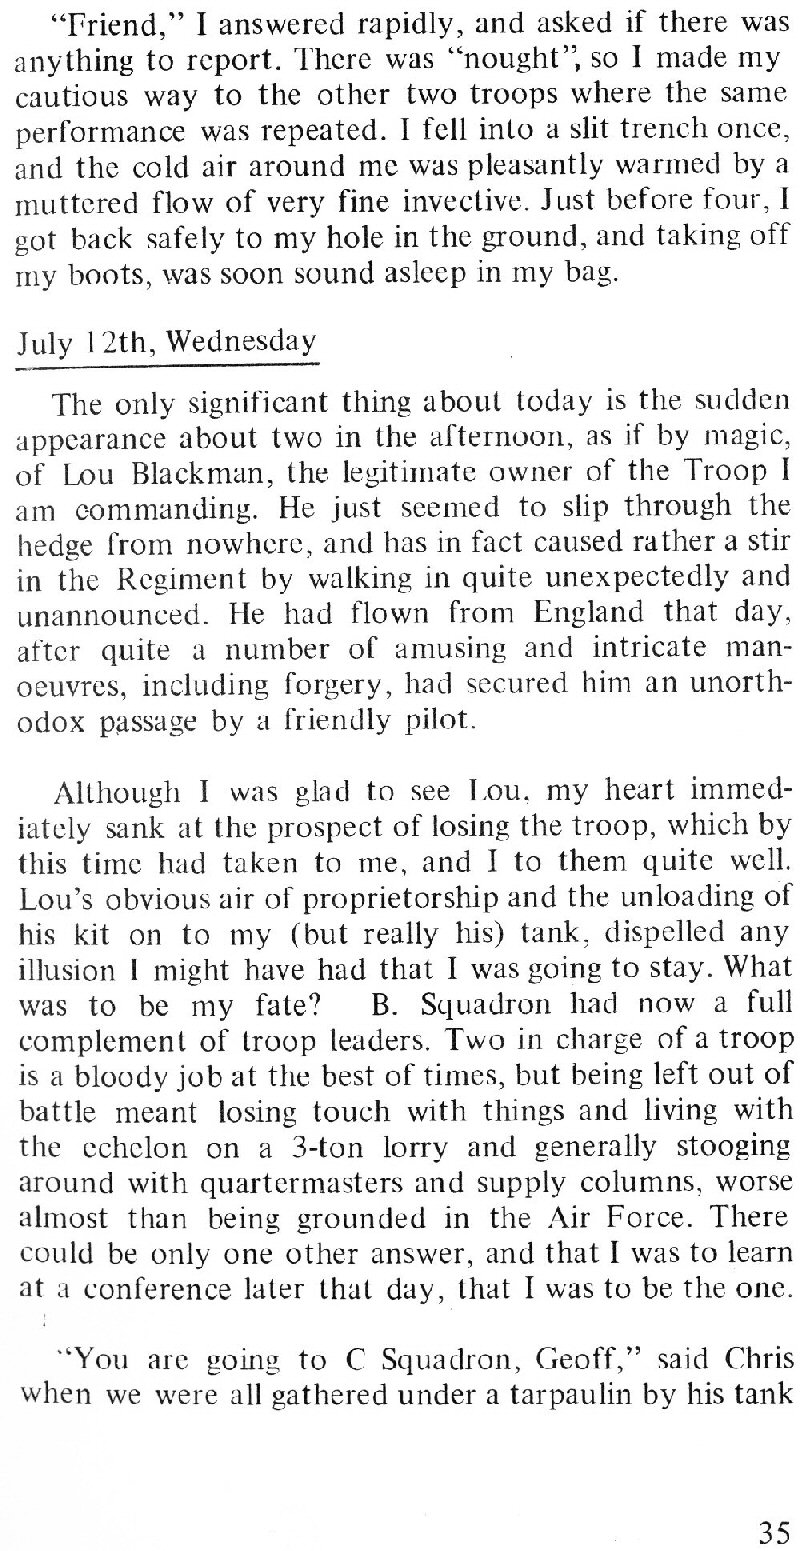 “Friend,” I answered rapidly, and asked if there was
anything to report. There was “nought”, so I made my
cautious way to the other two troops where the same
performance was repeated. I fell into a slit trench once,
and the cold air around me was pleasantly warmed by a
muttered flow of very fine invective. Just before four, I
got back safely to my hole in the ground, and taking off
my boots, was soon sound asleep in my bag.
July 12th, Wednesday
The only significant thing about today is the sudden
appearance about two in the afternoon, as if by magic,
of Lou Blackman, the legitimate owner of the Troop I
am commanding. He just seemed to slip through the
hedge from nowhere, and has in fact caused rather a stir
in the Regiment by walking in quite unexpectedly and
unannounced. He had flown from England that day,
after quite a number of amusing and intricate man-
oeuvres, including forgery, had secured him an unorth-
odox passage by a friendly pilot.
Although I was glad to see Lou, my heart immed-
iately sank at the prospect of losing the troop, which by
this time had taken to me, and I to them quite well.
Lou’s obvious air of proprietorship and the unloading of
his kit on to my (but really his) tank, dispelled any
illusion I might have had that I was going to stay. What
was to be my fate? B. Squadron had now a full
complement of troop leaders. Two in charge of a troop
is a bloody job at the best of times, but being left out of
battle meant losing touch with things and living with
the echelon on a 3-ton lorry and generally stooging
around with quartermasters and supply columns, worse
almost than being grounded in the Air Force. There
could be only one other answer, and that I was to learn
at a conference later that day, that I was to be the one.
“You are going to C Squadron, Geoff,” said Chris
when we were all gathered under a tarpaulin by his tank
35